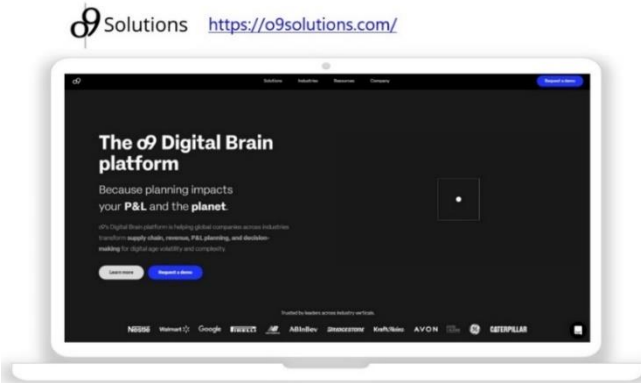 o9 Solutions https://o9solutions.com/
o9 Solutions Industries Resources Company Request a demo
The o9 Digital Brain
platform
Because planning impacts
your P&L and the planet.
o9's Digital Brain platform is helping global companies across industries
transform supply chain, revenue, P&L planning, and decision-
making for digital age volatility and complexity
Learn more Request a demo
Trusted by leaders across industry verticals.
Nestlé Walmart Google PIRELLI ABInBev BRIDGESTONE KraftHeinz AVON GE CATERPILLAR